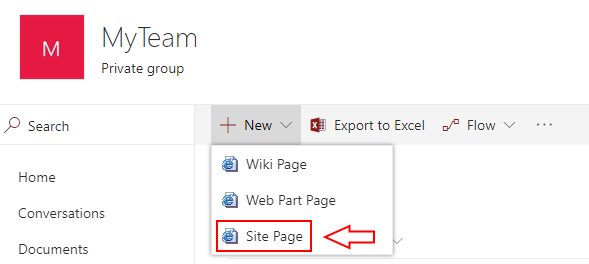 M
MyTeam
Private group
Search
New
Export to Excel
Flow
...
Wiki Page
Web Part Page
Site Page
Home
Conversations
Documents